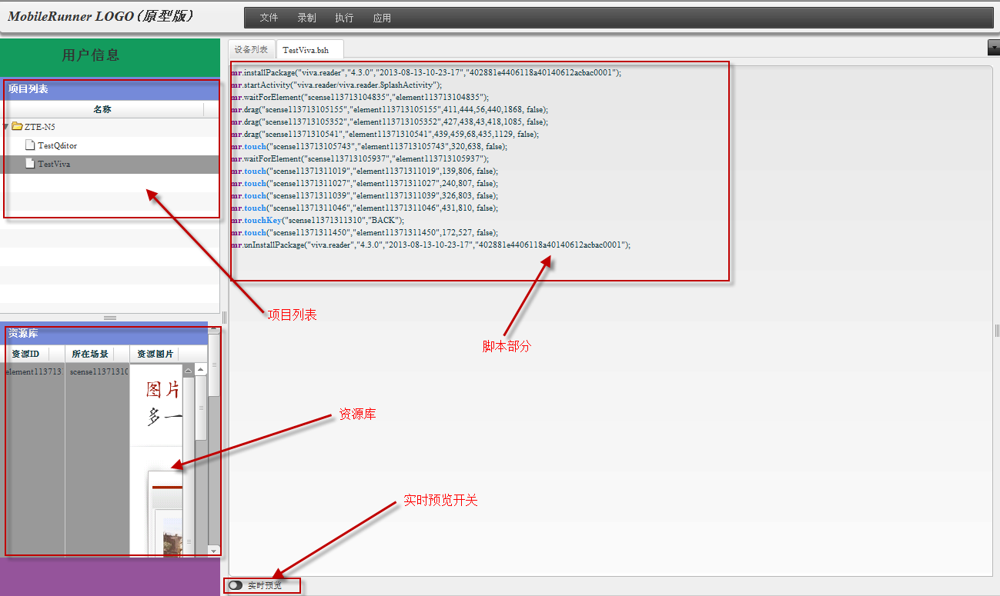 MobileRunner LOGO(原型版)
文件 录制 执行 应用
用户信息
项目列表
名称
ZTE-N5
TestQditor
TestViva
设备列表 TestViva.bsh
mr.installPackage("viva.reader","4.3.0","2013-08-13-10-23-17","402881e4406118a40140612acbac0001");
mr.startActivity("viva.reader/viva.reader.SplashActivity");
mr.waitForElement("scense113713104835","element113713104835");
mr.drag("scense113713105155","element113713105155",411,444,56,440,1868, false);
mr.drag("scense113713105352","element113713105352",427,438,43,418,1085, false);
mr.drag("scense113713110541","element113713110541",439,459,68,435,1129, false);
mr.touch("scense113713105743","element113713105743",320,638, false);
mr.waitForElement("scense113713105937","element113713105937");
mr.touch("scense11371311019","element11371311019",139,806, false);
mr.touch("scense11371311027","element11371311027",240,807, false);
mr.touch("scense11371311039","element11371311039",326,803, false);
mr.touch("scense11371311046","element11371311046",431,810, false);
mr.touchKey("scense11371311310","BACK");
mr.touch("scense11371311450","element11371311450",172,527, false);
mr.unInstallPackage("viva.reader","4.3.0","2013-08-13-10-23-17","402881e4406118a40140612acbac0001");
项目列表
脚本部分
资源库
资源ID 所在场景 资源图片
element113713 scense11371310
图片
多一
资源库
实时预览开关
实时预览